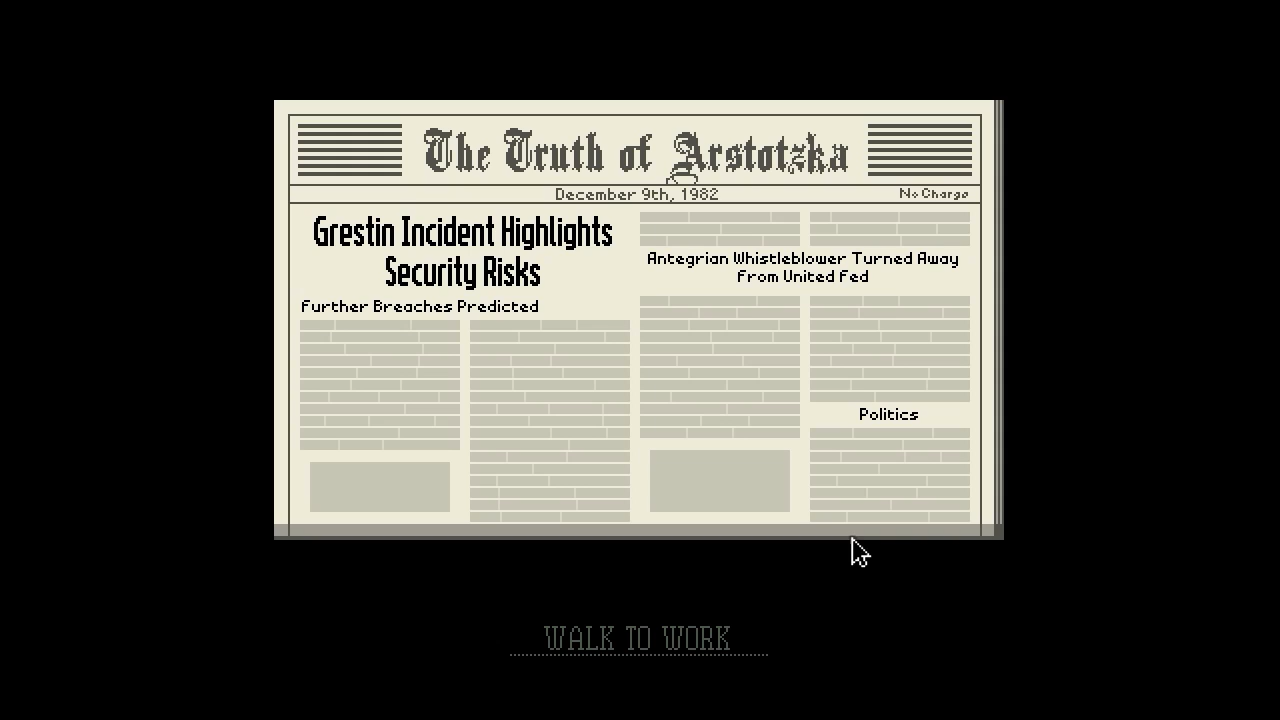 The Truth of Arstotzka
December 9th, 1982
No Charge
Grestin Incident Highlights
Security Risks
Further Breaches Predicted
Antegrian Whistleblower Turned Away
From United Fed
Politics
WALK TO WORK